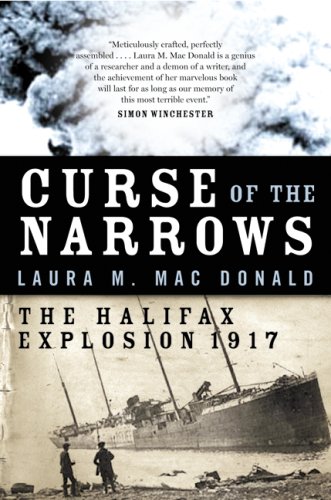 "Meticulously crafted, perfectly
assembled . . . . Laura M. Mac Donald is a genius
of a researcher and a demon of a writer, and
the achievement of her marvelous book
will last for as long as our memory of
this most terrible event."
SIMON WINCHESTER
CURSE OF THE
NARROWS
LAURA M. MAC DONALD
THE HALIFAX
EXPLOSION 1917